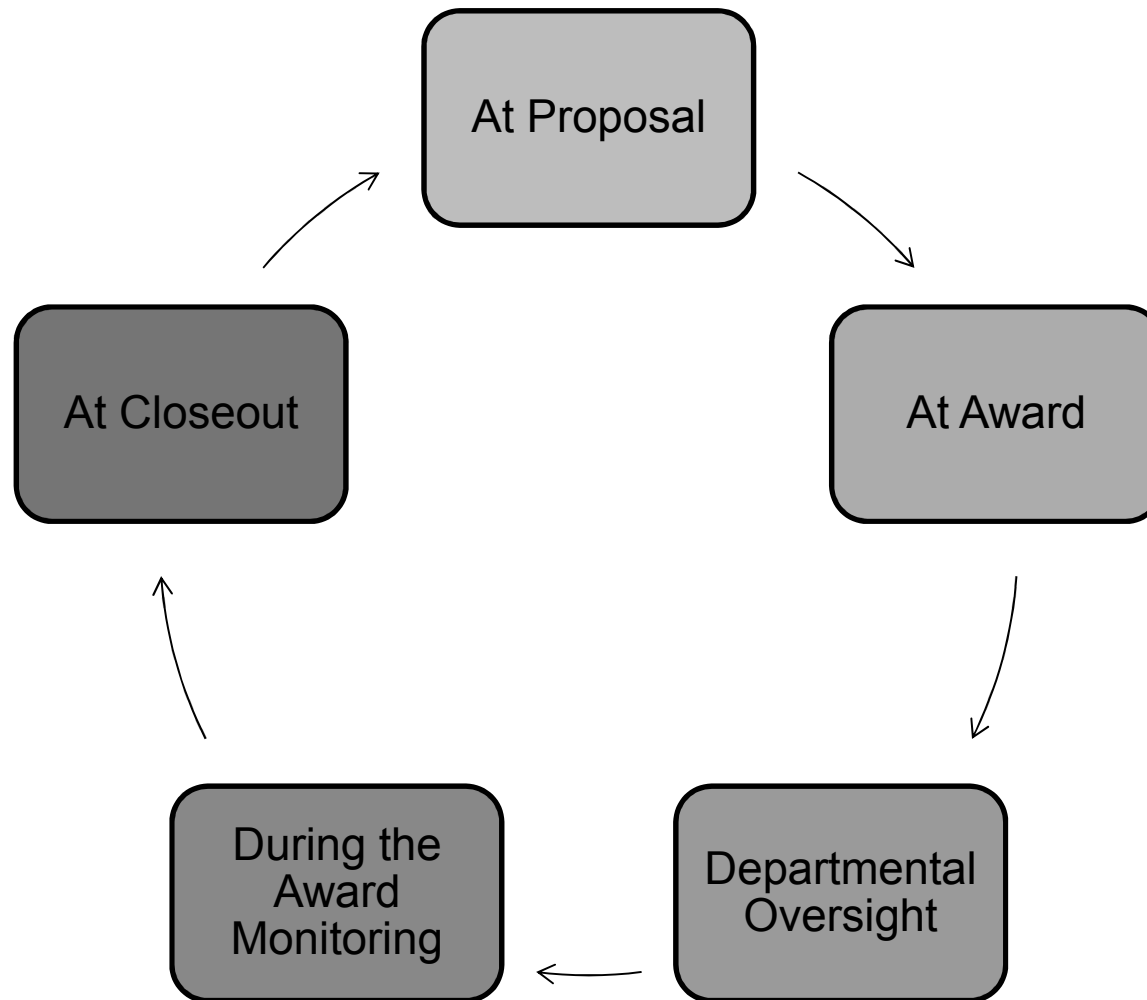 At Proposal
At Award
Departmental
Oversight
During the
Award
Monitoring
At Closeout